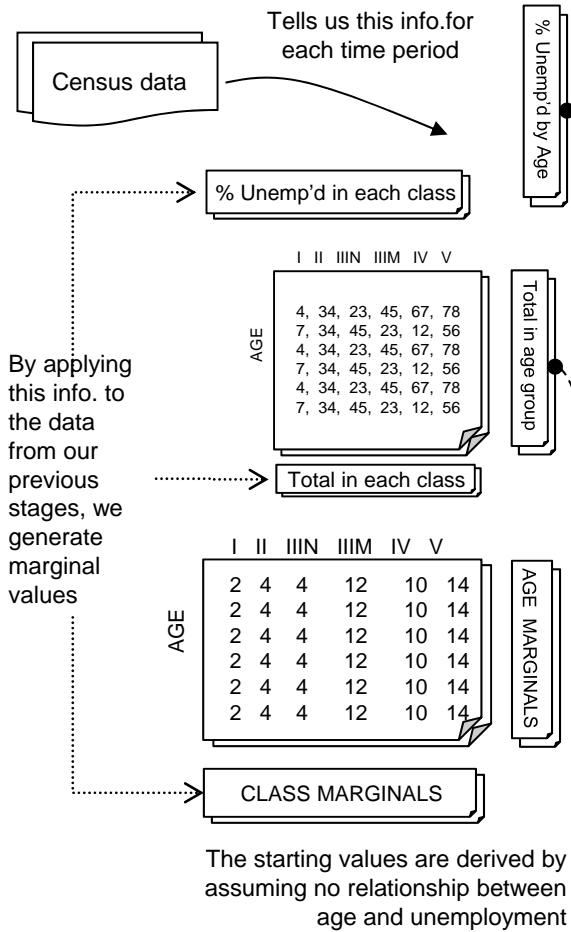 Tells us this info.for
each time period
Census data
% Unemp'd by Age
% Unemp'd in each class
I II IIIN IIIM IV V
AGE
4, 34, 23, 45, 67, 78
7, 34, 45, 23, 12, 56
4, 34, 23, 45, 67, 78
7, 34, 45, 23, 12, 56
4, 34, 23, 45, 67, 78
7, 34, 45, 23, 12, 56
Total in age group
By applying
this info. to
the data
from our
previous
stages, we
generate
marginal
values
Total in each class
I II IIIN IIIM IV V
AGE
2 4 4 12 10 14
2 4 4 12 10 14
2 4 4 12 10 14
2 4 4 12 10 14
2 4 4 12 10 14
2 4 4 12 10 14
AGE MARGINALS
CLASS MARGINALS
The starting values are derived by
assuming no relationship between
age and unemployment